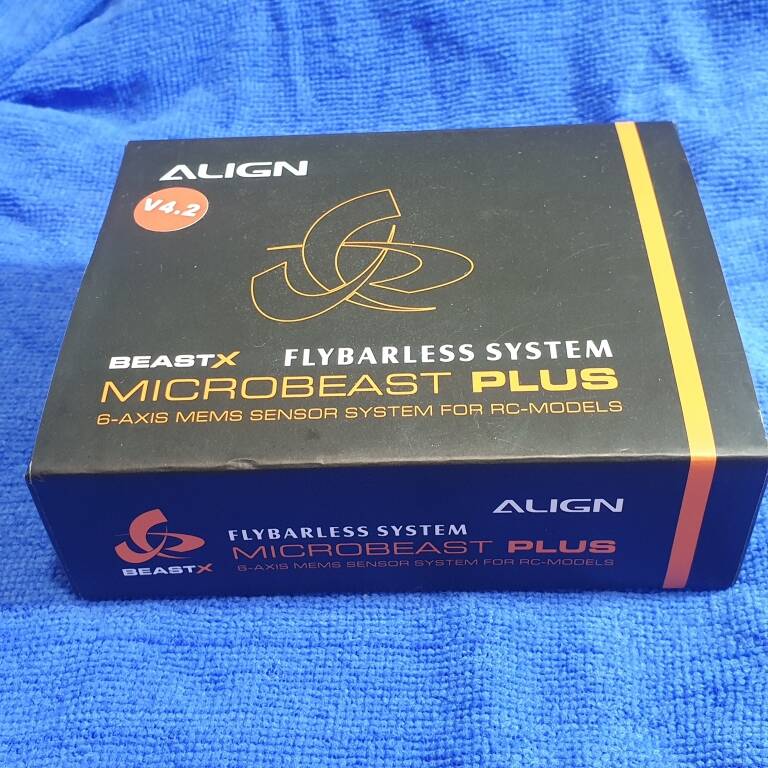 ALIGN
V4.2
BEASTX FLYBARLESS SYSTEM
MICROBEAST PLUS
6-AXIS MEMS SENSOR SYSTEM FOR RC-MODELS
ALIGN
FLYBARLESS SYSTEM
MICROBEAST PLUS
BEASTX 6-AXIS MEMS SENSOR SYSTEM FOR RC-MODELS